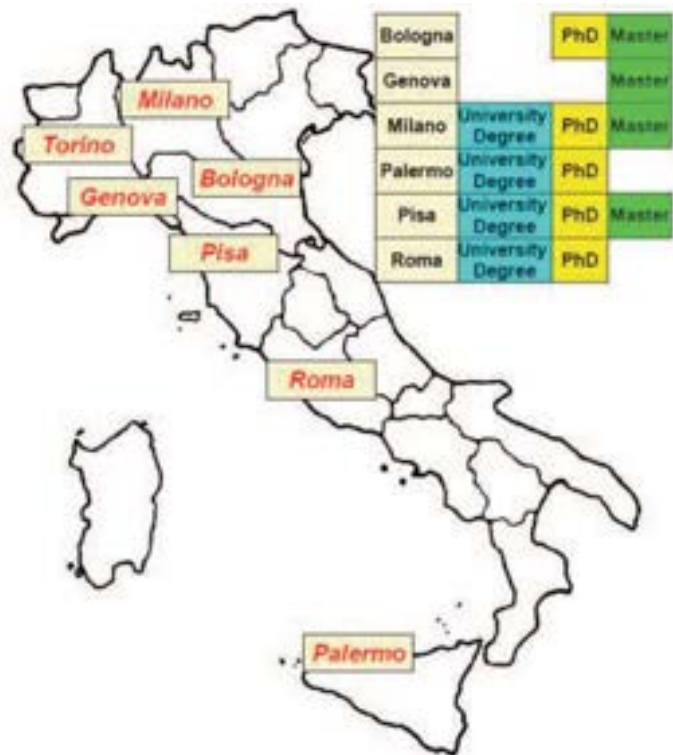 Bologna PhD Master
Genova Master
Milano University Degree PhD Master
Palermo University Degree PhD
Pisa University Degree PhD Master
Roma University Degree PhD
Milano
Torino
Bologna
Genova
Pisa
Roma
Palermo